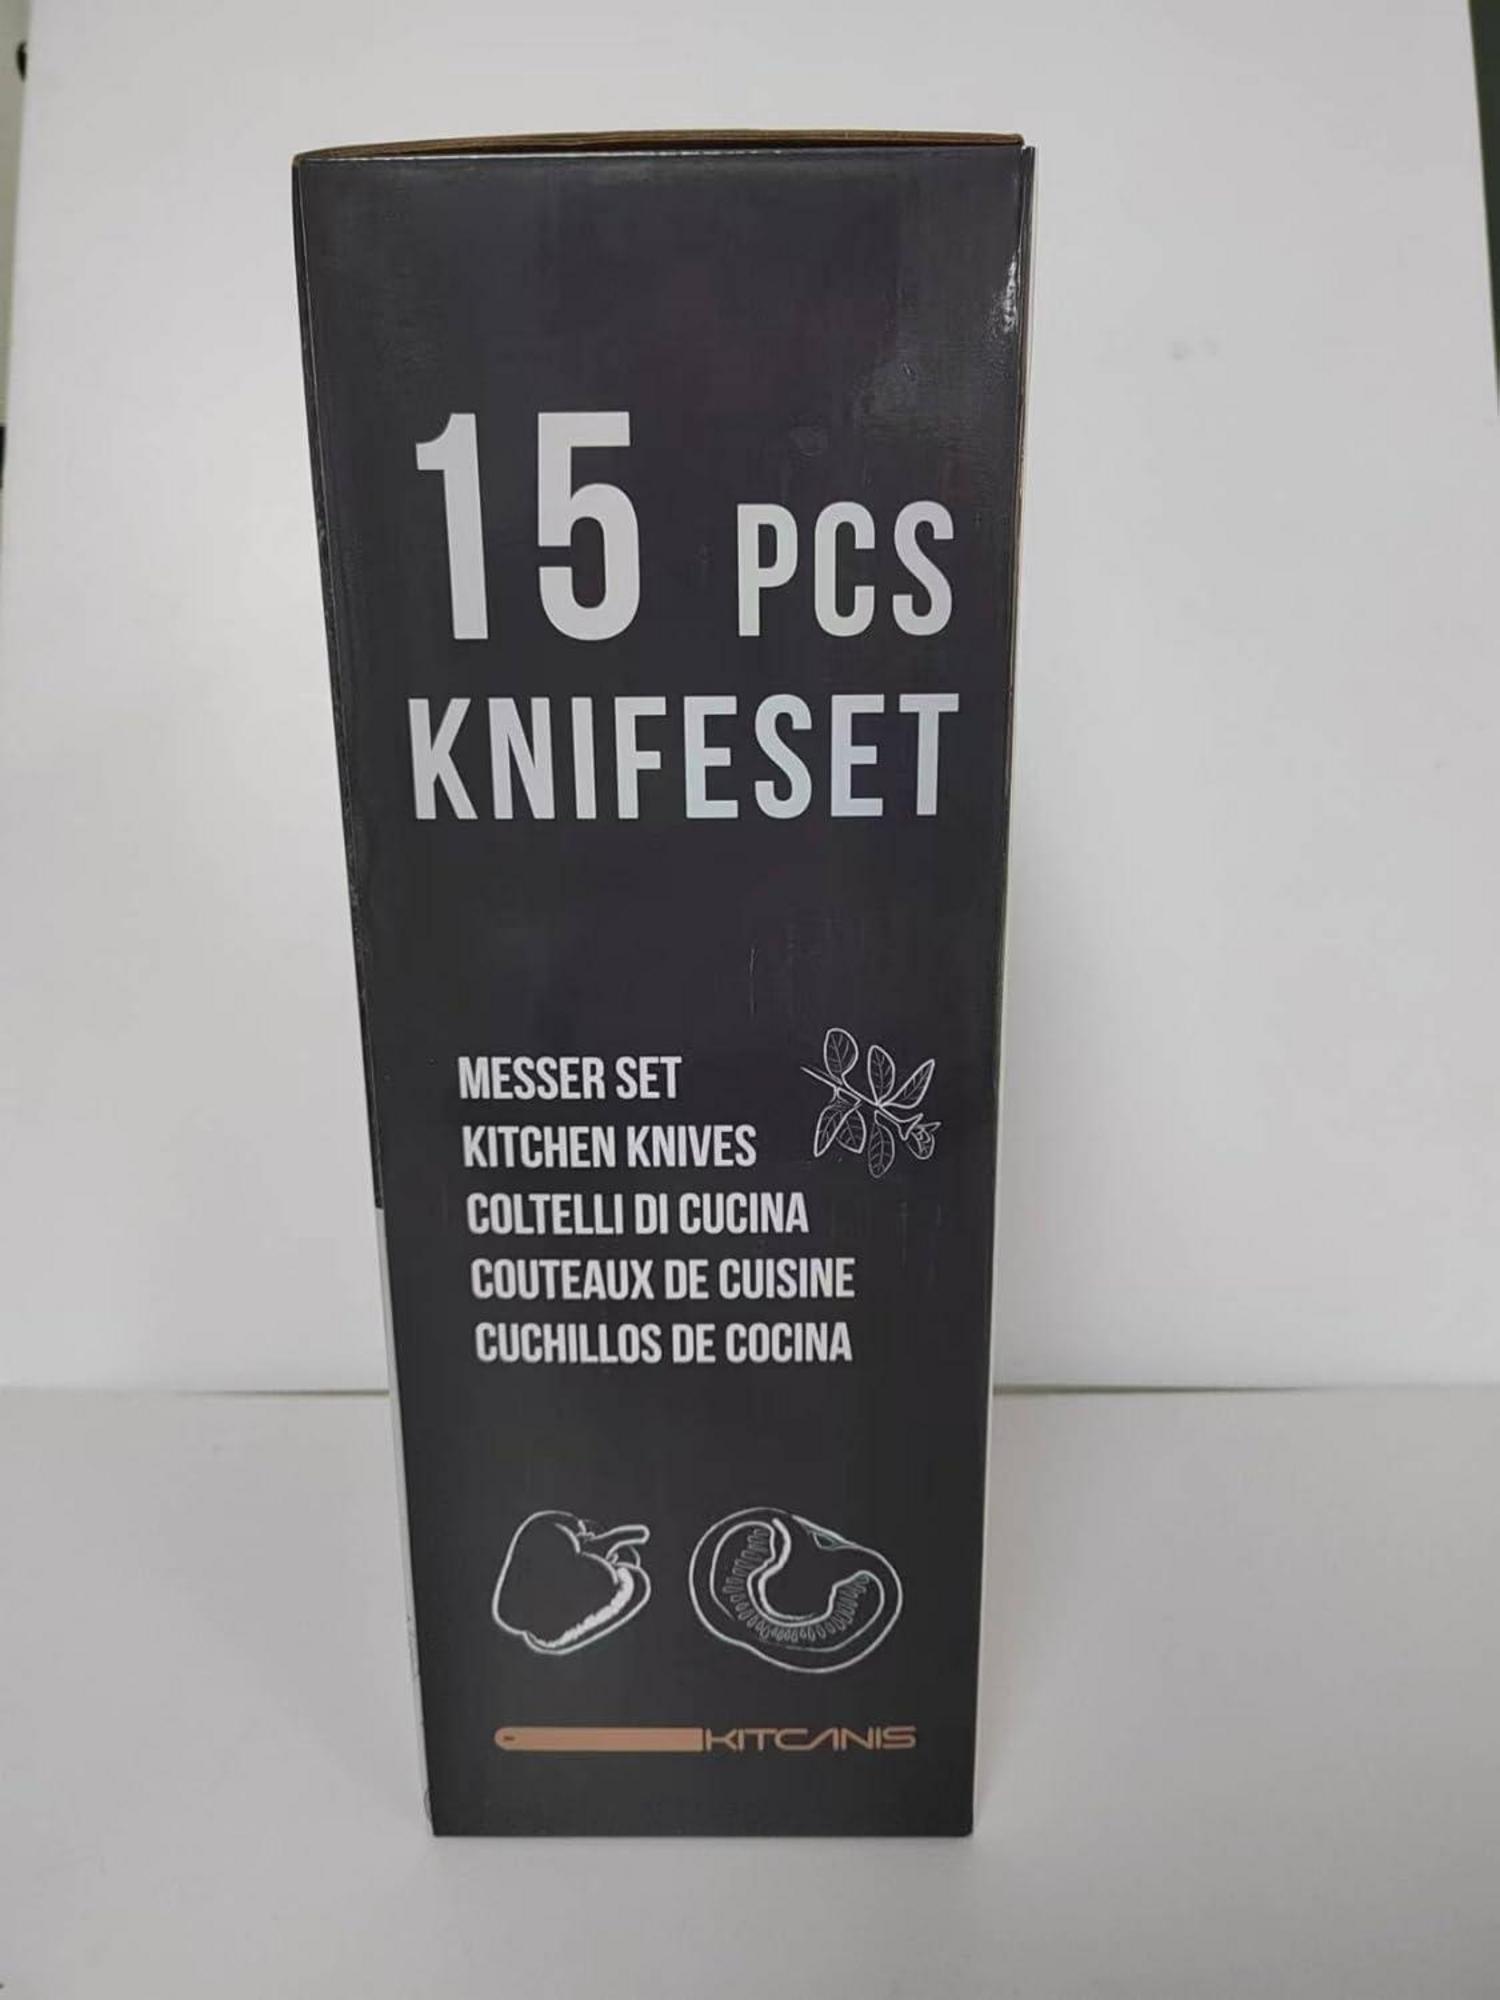 15 PCS
KNIFESET
MESSER SET
KITCHEN KNIVES
COLTELLI DI CUCINA
COUTEAUX DE CUISINE
CUCHILLOS DE COCINA
KITCANIS